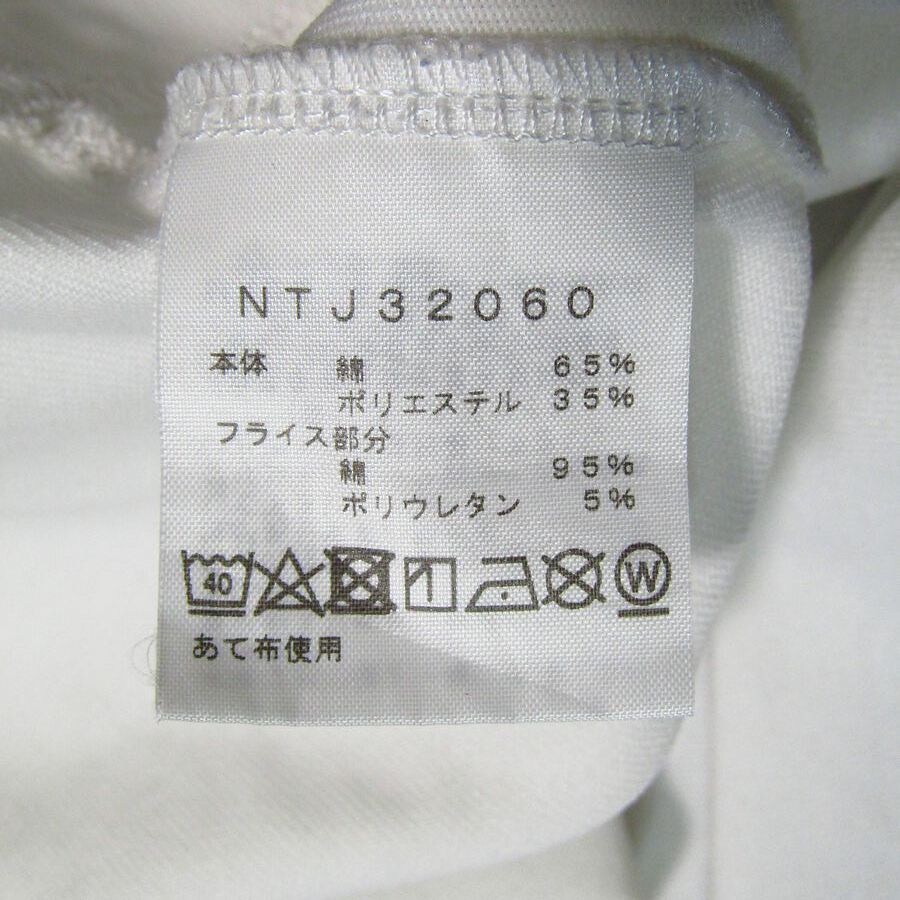 NTJ32060
本体 綿 65%
ポリエステル 35%
フライス部分
綿 95%
ポリウレタン 5%
40 W
あて布使用